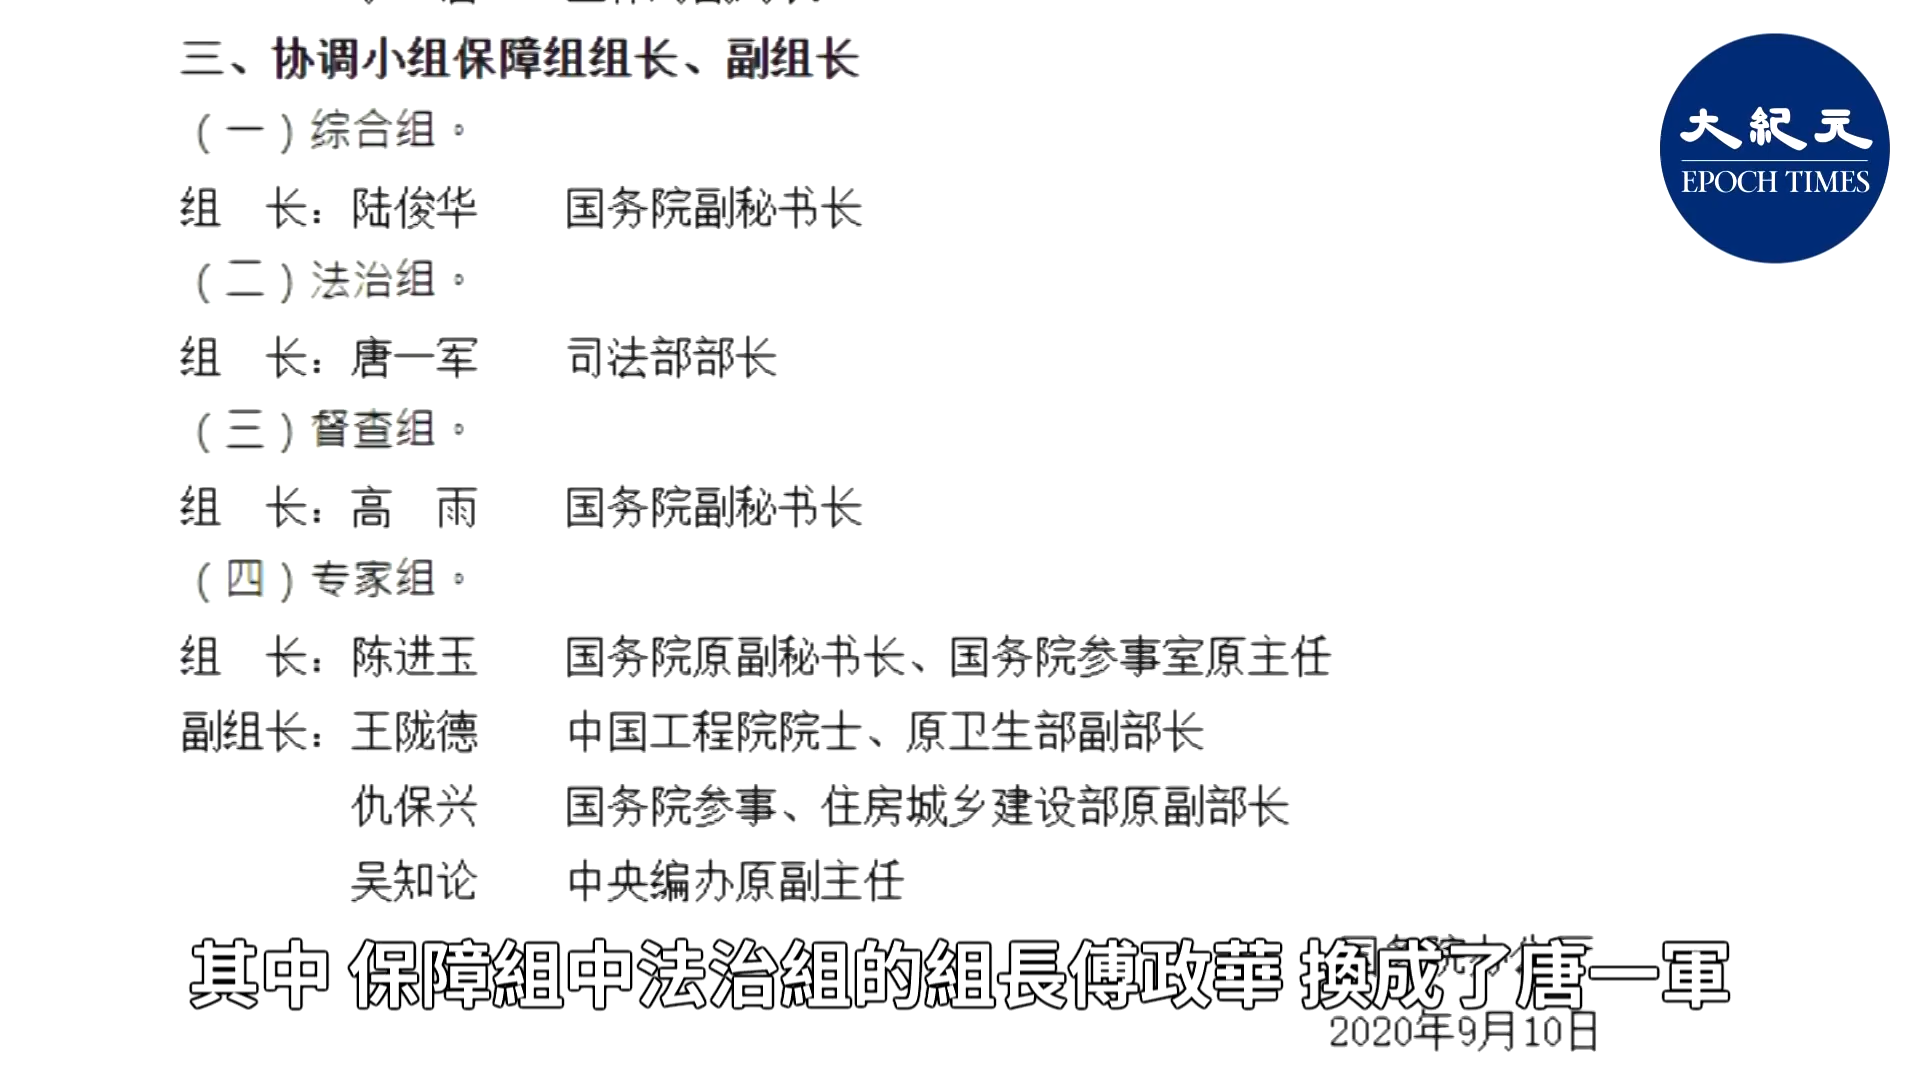 三、协调小组保障组组长、副组长
（一）综合组。
组　长：陆俊华　　国务院副秘书长
（二）法治组。
组　长：唐一军　　司法部部长
（三）督查组。
组　长：高　雨　　国务院副秘书长
（四）专家组。
组　长：陈进玉　　国务院原副秘书长、国务院参事室原主任
副组长：王陇德　　中国工程院院士、原卫生部副部长
仇保兴　　国务院参事、住房城乡建设部原副部长
吴知论　　中央编办原副主任
其中 保障組中法治組的組長傅政華 換成了唐一軍
2020年9月10日
大紀元
EPOCH TIMES